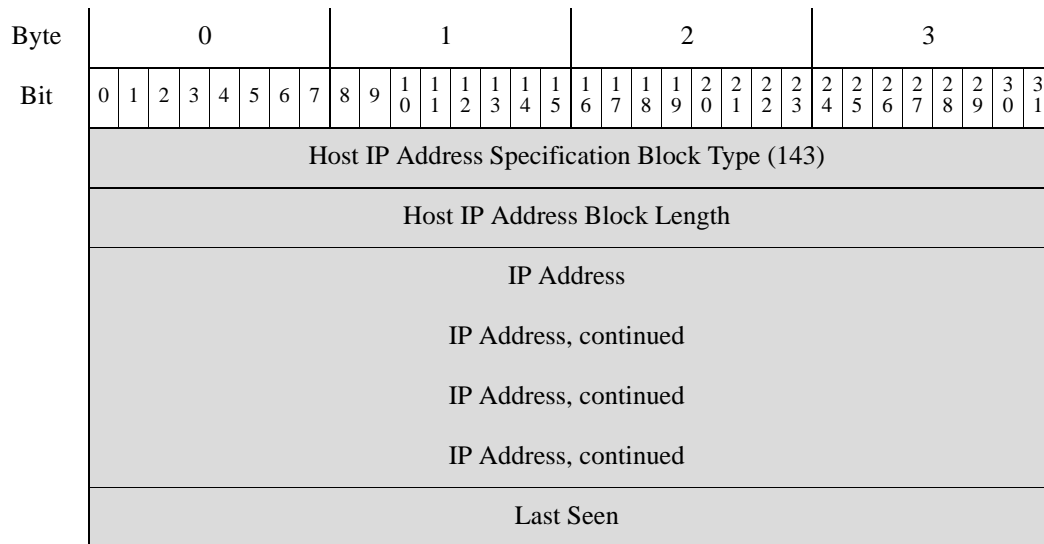 Byte 0 1 2 3
Bit 0 1 2 3 4 5 6 7 8 9 10 11 12 13 14 15 16 17 18 19 20 21 22 23 24 25 26 27 28 29 30 31
Host IP Address Specification Block Type (143)
Host IP Address Block Length
IP Address
IP Address, continued
IP Address, continued
IP Address, continued
Last Seen